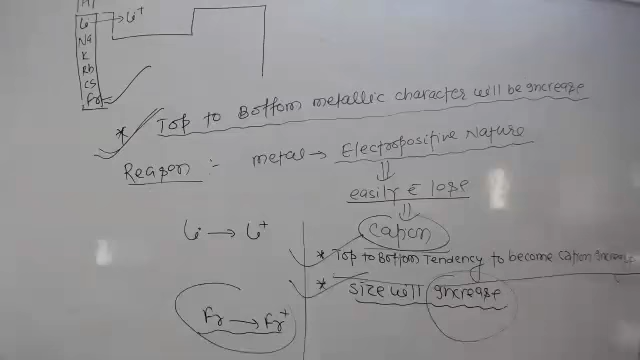 H
Li → Li+
Na
K
Rb
Cs
Fr
* Top to Bottom metallic character will be increase
Reason :- metal → Electropositive Nature
⇓
easily e lose
⇓
Li → Li+
Cation
* Top to Bottom Tendency to become Cation increase
* size will increase
Fr → Fr+